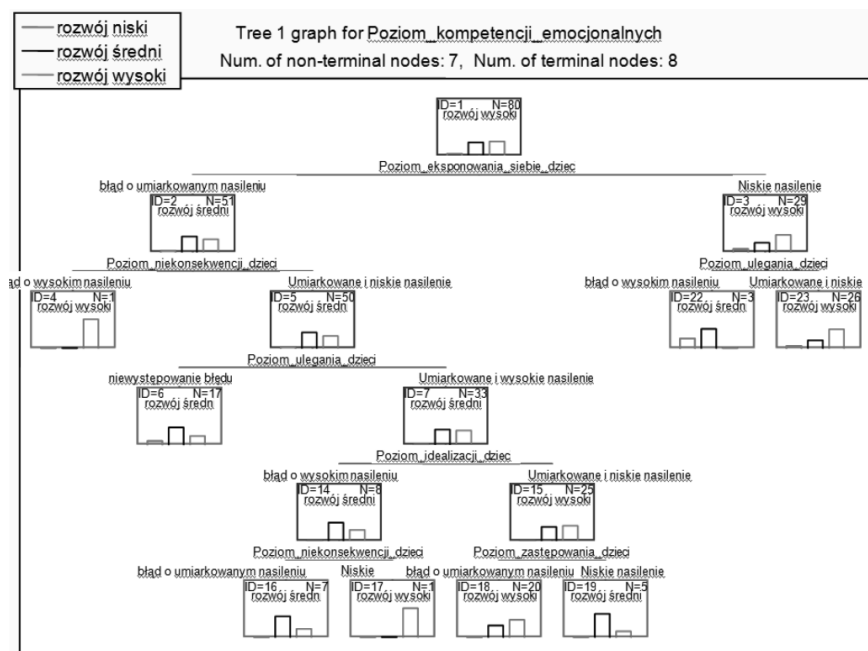 rozwój niski
rozwój średni
rozwój wysoki
Tree 1 graph for Poziom_kompetencji_emocjonalnych
Num. of non-terminal nodes: 7, Num. of terminal nodes: 8
ID=1 N=80
rozwój wysoki
Poziom_eksponowania_siebie_dziec
błąd o umiarkowanym nasileniu
Niskie nasilenie
ID=2 N=51
rozwój średni
ID=3 N=29
rozwój wysoki
Poziom_niekonsekwencji_dzieci
Poziom_ulegania_dzieci
ąd o wysokim nasileniu
Umiarkowane i niskie nasilenie
błąd o wysokim nasileniu
Umiarkowane i niskie
ID=4 N=1
rozwój wysoki
ID=5 N=50
rozwój średn
ID=22 N=3
rozwój średn
ID=23 N=26
rozwój wysoki
Poziom_ulegania_dzieci
niewystępowanie błędu
Umiarkowane i wysokie nasilenie
ID=6 N=17
rozwój średn
ID=7 N=33
rozwój średni
Poziom_idealizacji_dziec
błąd o wysokim nasileniu
Umiarkowane i niskie nasilenie
ID=14 N=8
rozwój średni
ID=15 N=25
rozwój wysoki
Poziom_niekonsekwencji_dzieci
Poziom_zastępowania_dzieci
błąd o umiarkowanym nasileniu
Niskie
błąd o umiarkowanym nasileniu
Niskie nasilenie
ID=16 N=7
rozwój średn
ID=17 N=1
rozwój wysoki
ID=18 N=20
rozwój wysoki
ID=19 N=5
rozwój średni